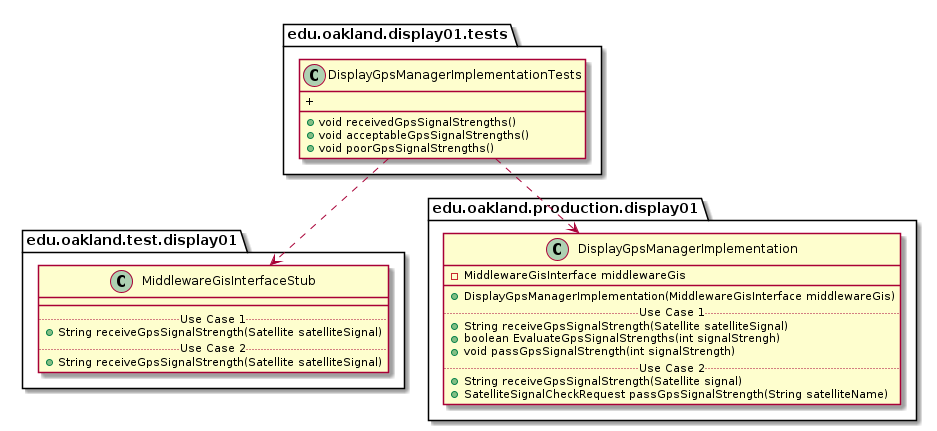 edu.oakland.display01.tests
C DisplayGpsManagerImplementationTests
+
void receivedGpsSignalStrengths()
void acceptableGpsSignalStrengths()
void poorGpsSignalStrengths()
edu.oakland.test.display01
C MiddlewareGisInterfaceStub
Use Case 1
String receiveGpsSignalStrength(Satellite satelliteSignal)
Use Case 2
String receiveGpsSignalStrength(Satellite satelliteSignal)
edu.oakland.production.display01
C DisplayGpsManagerImplementation
MiddlewareGisInterface middlewareGis
DisplayGpsManagerImplementation(MiddlewareGisInterface middlewareGis)
Use Case 1
String receiveGpsSignalStrength(Satellite satelliteSignal)
boolean EvaluateGpsSignalStrengths(int signalStrengh)
void passGpsSignalStrength(int signalStrength)
Use Case 2
String receiveGpsSignalStrength(Satellite signal)
SatelliteSignalCheckRequest passGpsSignalStrength(String satelliteName)